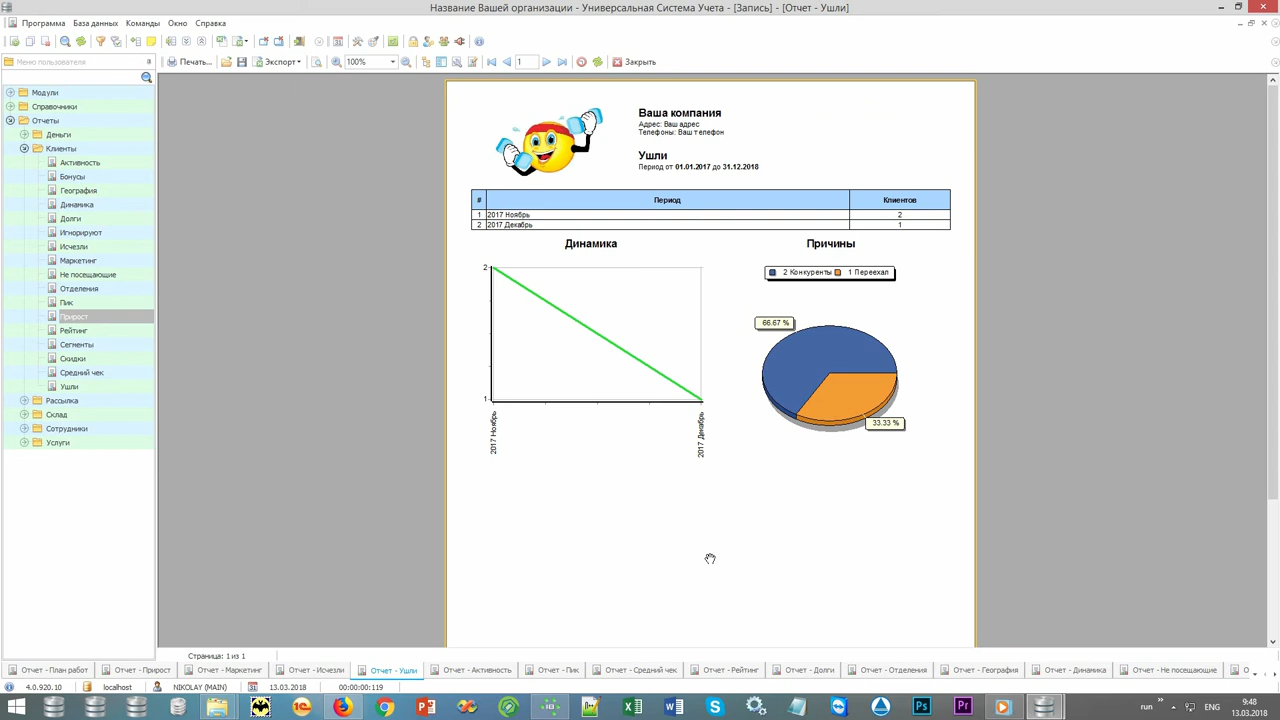 Название Вашей организации - Универсальная Система Учета - [Запись] - [Отчет - Ушли]
Программа База данных Команды Окно Справка
Печать... Экспорт 100% 1 Закрыть
Меню пользователя
Модули
Справочники
Отчеты
Деньги
Клиенты
Активность
Бонусы
География
Динамика
Долги
Игнорируют
Исчезли
Маркетинг
Не посещающие
Отделения
Пик
Прирост
Рейтинг
Сегменты
Скидки
Средний чек
Ушли
Рассылка
Склад
Сотрудники
Услуги
Ваша компания
Адрес: Ваш адрес
Телефоны: Ваш телефон
Ушли
Период от 01.01.2017 до 31.12.2018
# Период Клиентов
1 2017 Ноябрь 2
2 2017 Декабрь 1
Динамика
2
1
2017 Ноябрь
2017 Декабрь
Причины
2 Конкуренты 1 Переехал
66.67 %
33.33 %
Страница: 1 из 1
Отчет - План работ Отчет - Прирост Отчет - Маркетинг Отчет - Исчезли Отчет - Ушли Отчет - Активность Отчет - Пик Отчет - Средний чек Отчет - Рейтинг Отчет - Долги Отчет - Отделения Отчет - География Отчет - Динамика Отчет - Не посещающие О
4.0.920.10 localhost NIKOLAY (MAIN) 13.03.2018 00:00:00:119
run ENG 9:48
13.03.2018